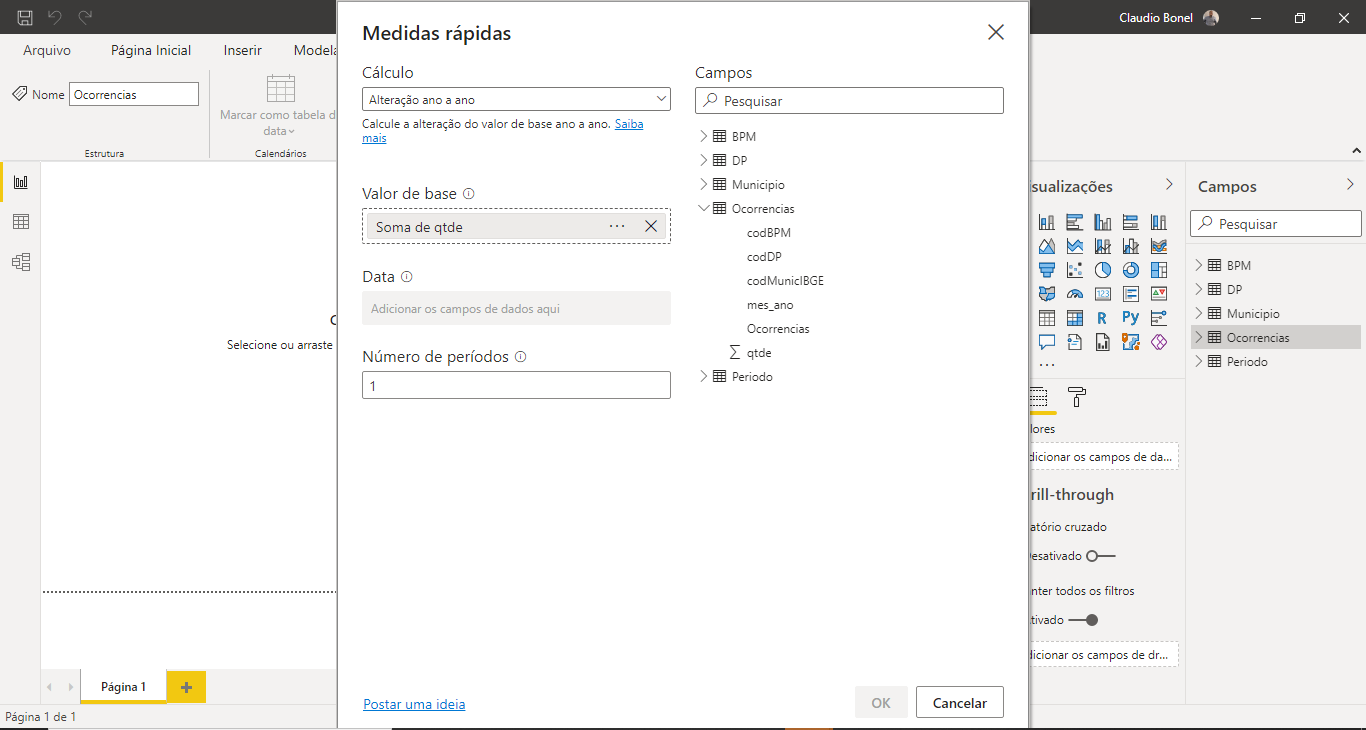 Claudio Bonel
Arquivo
Página Inicial
Inserir
Modela
Nome
Ocorrencias
Marcar como tabela d
data
Estrutura
Calendários
Selecione ou arraste
Página 1
Página 1 de 1
Medidas rápidas
Cálculo
Alteração ano a ano
Calcule a alteração do valor de base ano a ano. Saiba
mais
Valor de base
Soma de qtde
Data
Adicionar os campos de dados aqui
Número de períodos
1
Campos
Pesquisar
BPM
DP
Municipio
Ocorrencias
codBPM
codDP
codMunicIBGE
mes_ano
Ocorrencias
qtde
Periodo
Postar uma ideia
OK
Cancelar
sualizações
123
R
Py
lores
dicionar os campos de da...
rill-through
atório cruzado
esativado
nter todos os filtros
tivado
dicionar os campos de dr...
Campos
Pesquisar
BPM
DP
Municipio
Ocorrencias
Periodo